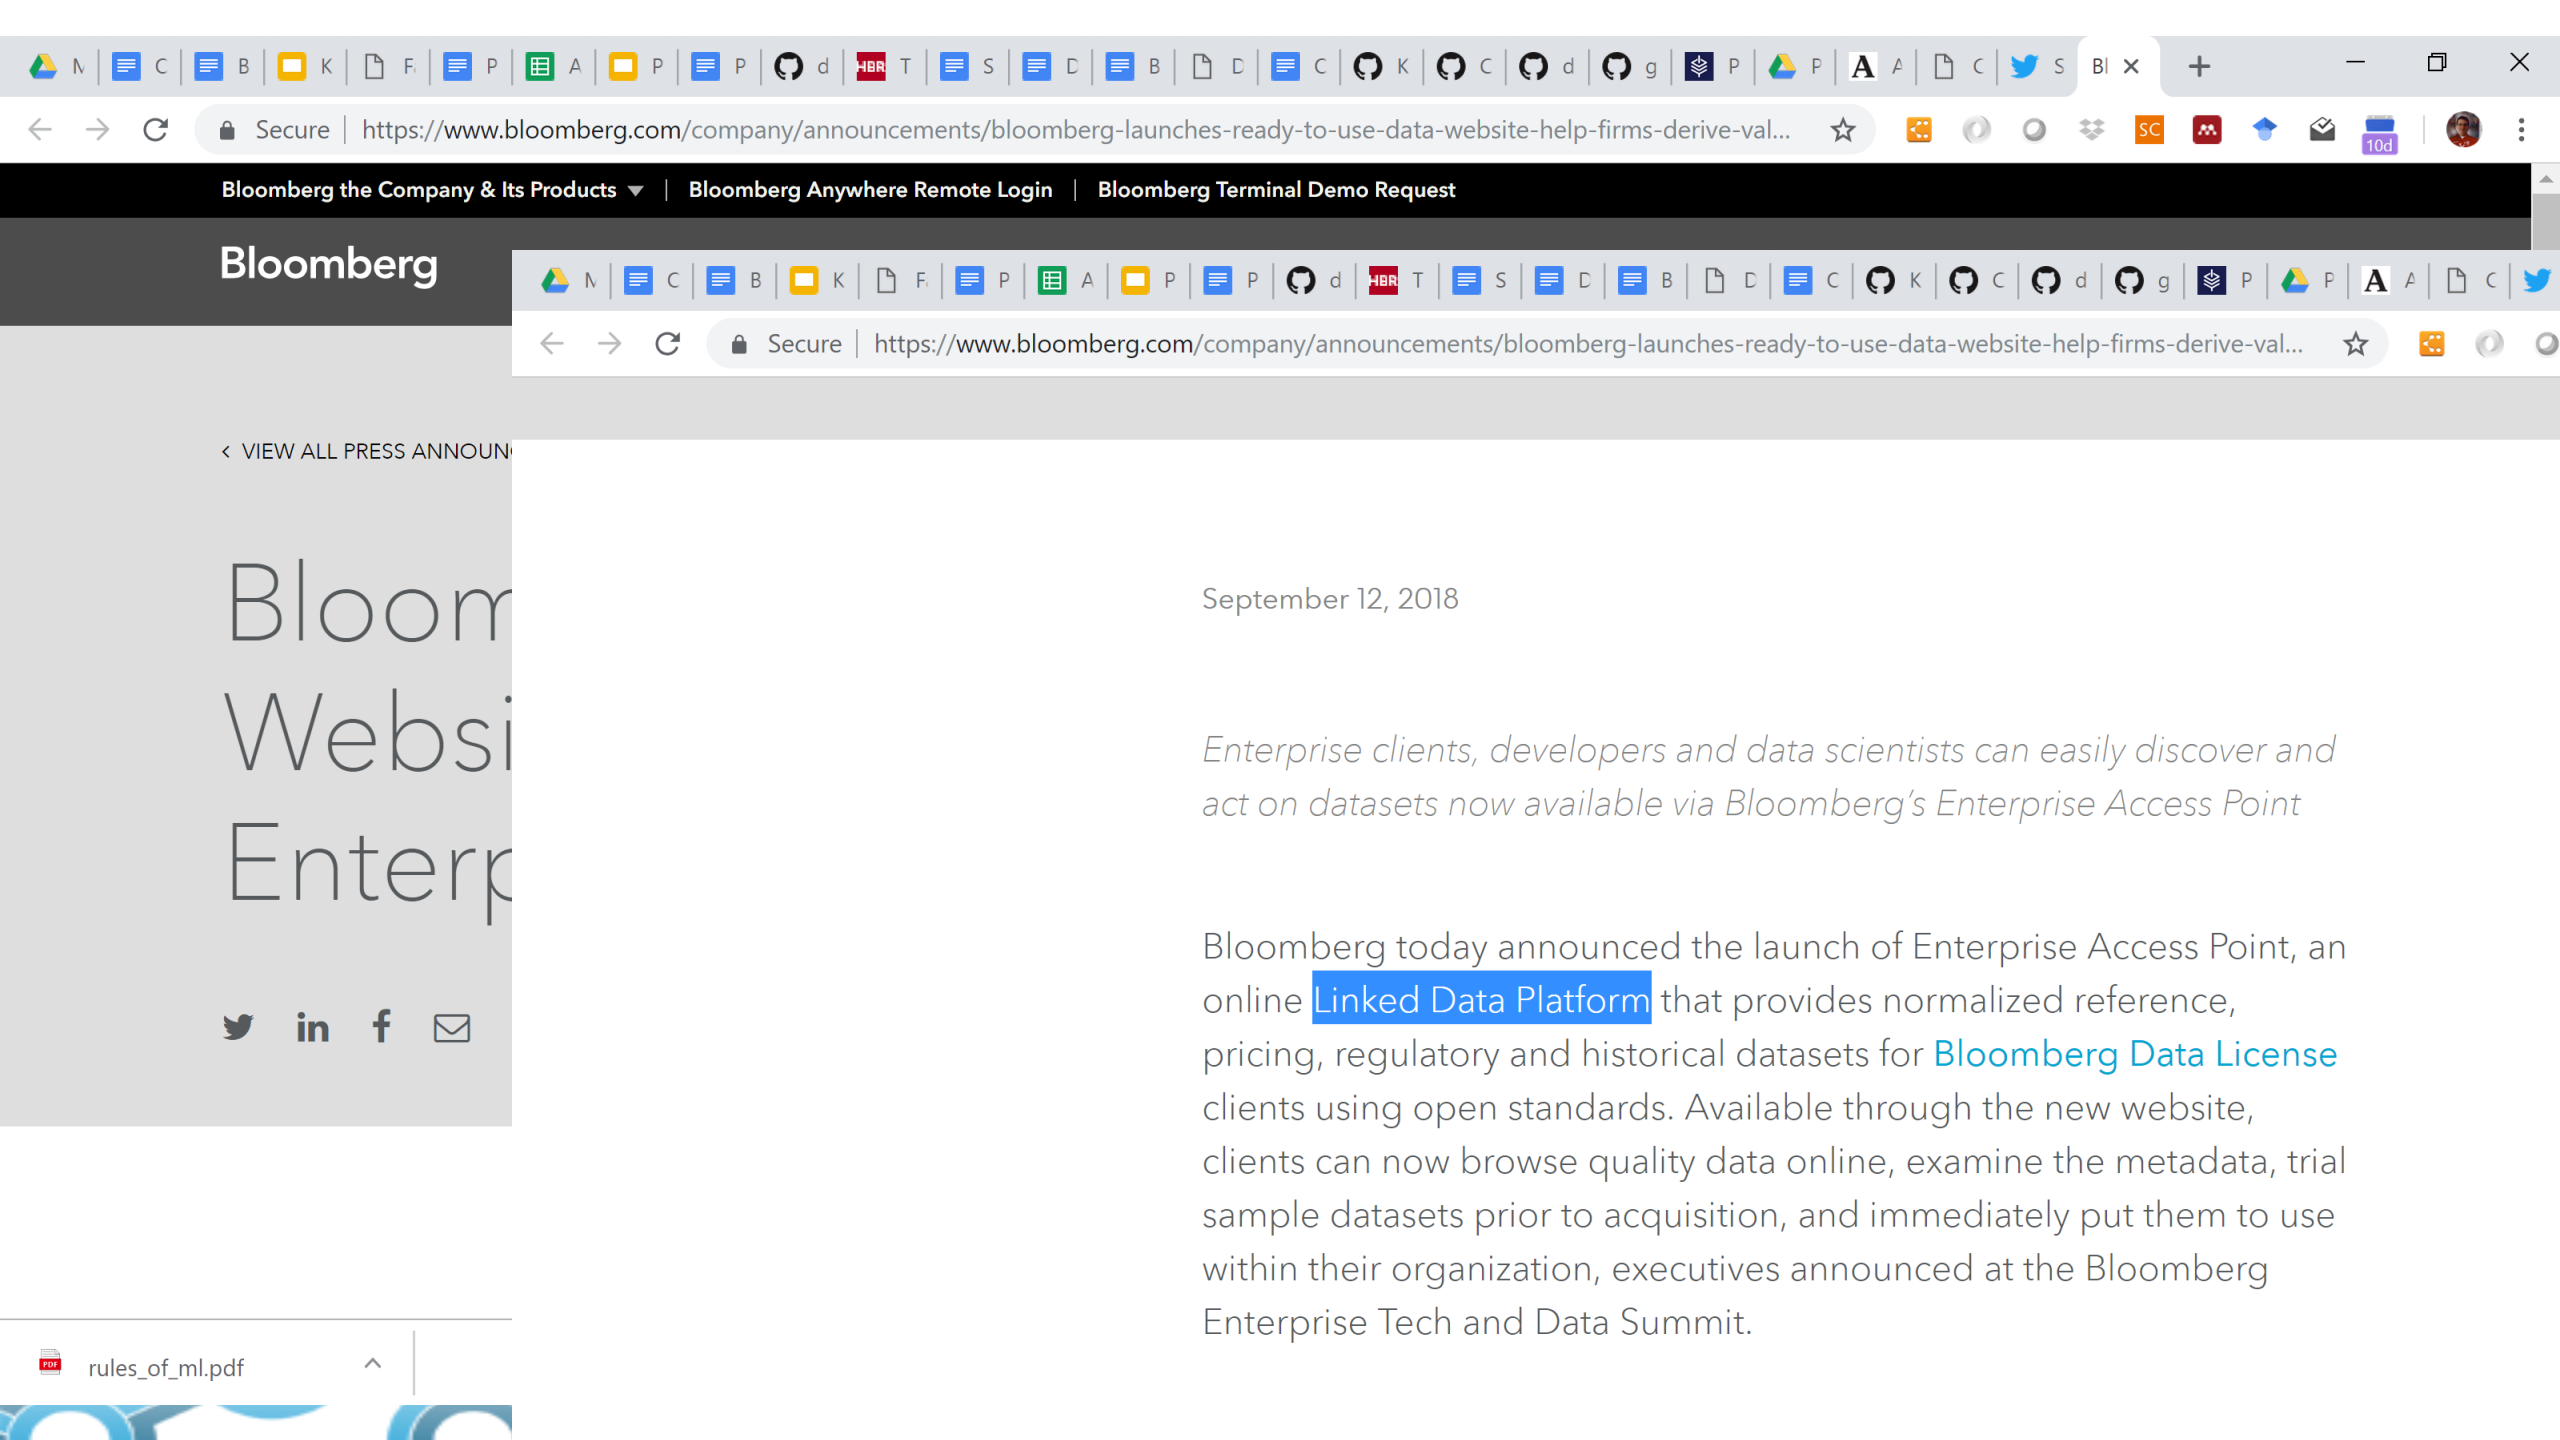 M C B K F P A P P d HBR T S D B D C K C d g P P A A C S Bl
Secure https://www.bloomberg.com/company/announcements/bloomberg-launches-ready-to-use-data-website-help-firms-derive-val...
SC
10d
Bloomberg the Company & Its Products Bloomberg Anywhere Remote Login Bloomberg Terminal Demo Request
Bloomberg
VIEW ALL PRESS ANNOUN
Bloom
Websi
Enterp
PDF rules_of_ml.pdf
M C B K F P A P P d HBR T S D B D C K C d g P P A A C
Secure https://www.bloomberg.com/company/announcements/bloomberg-launches-ready-to-use-data-website-help-firms-derive-val...
September 12, 2018
Enterprise clients, developers and data scientists can easily discover and
act on datasets now available via Bloomberg’s Enterprise Access Point
Bloomberg today announced the launch of Enterprise Access Point, an
online Linked Data Platform that provides normalized reference,
pricing, regulatory and historical datasets for Bloomberg Data License
clients using open standards. Available through the new website,
clients can now browse quality data online, examine the metadata, trial
sample datasets prior to acquisition, and immediately put them to use
within their organization, executives announced at the Bloomberg
Enterprise Tech and Data Summit.